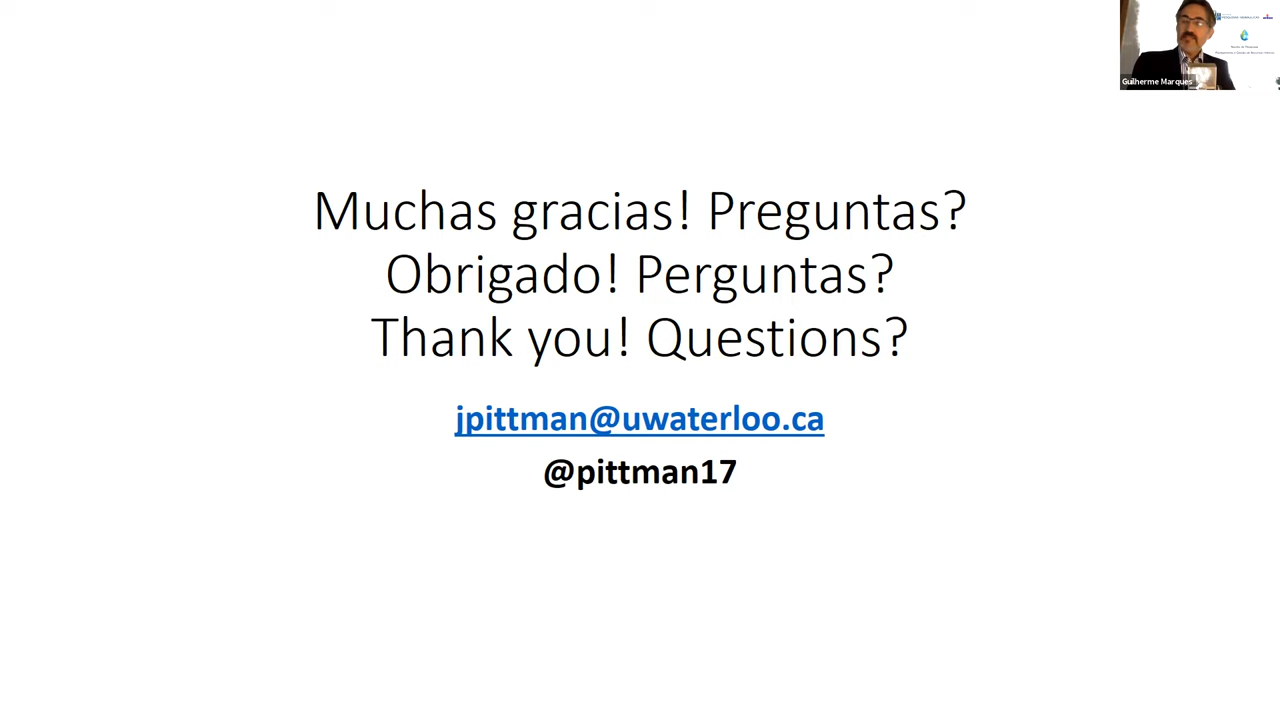 Muchas gracias! Preguntas?
Obrigado! Perguntas?
Thank you! Questions?
jpittman@uwaterloo.ca
@pittman17
Guilherme Marques